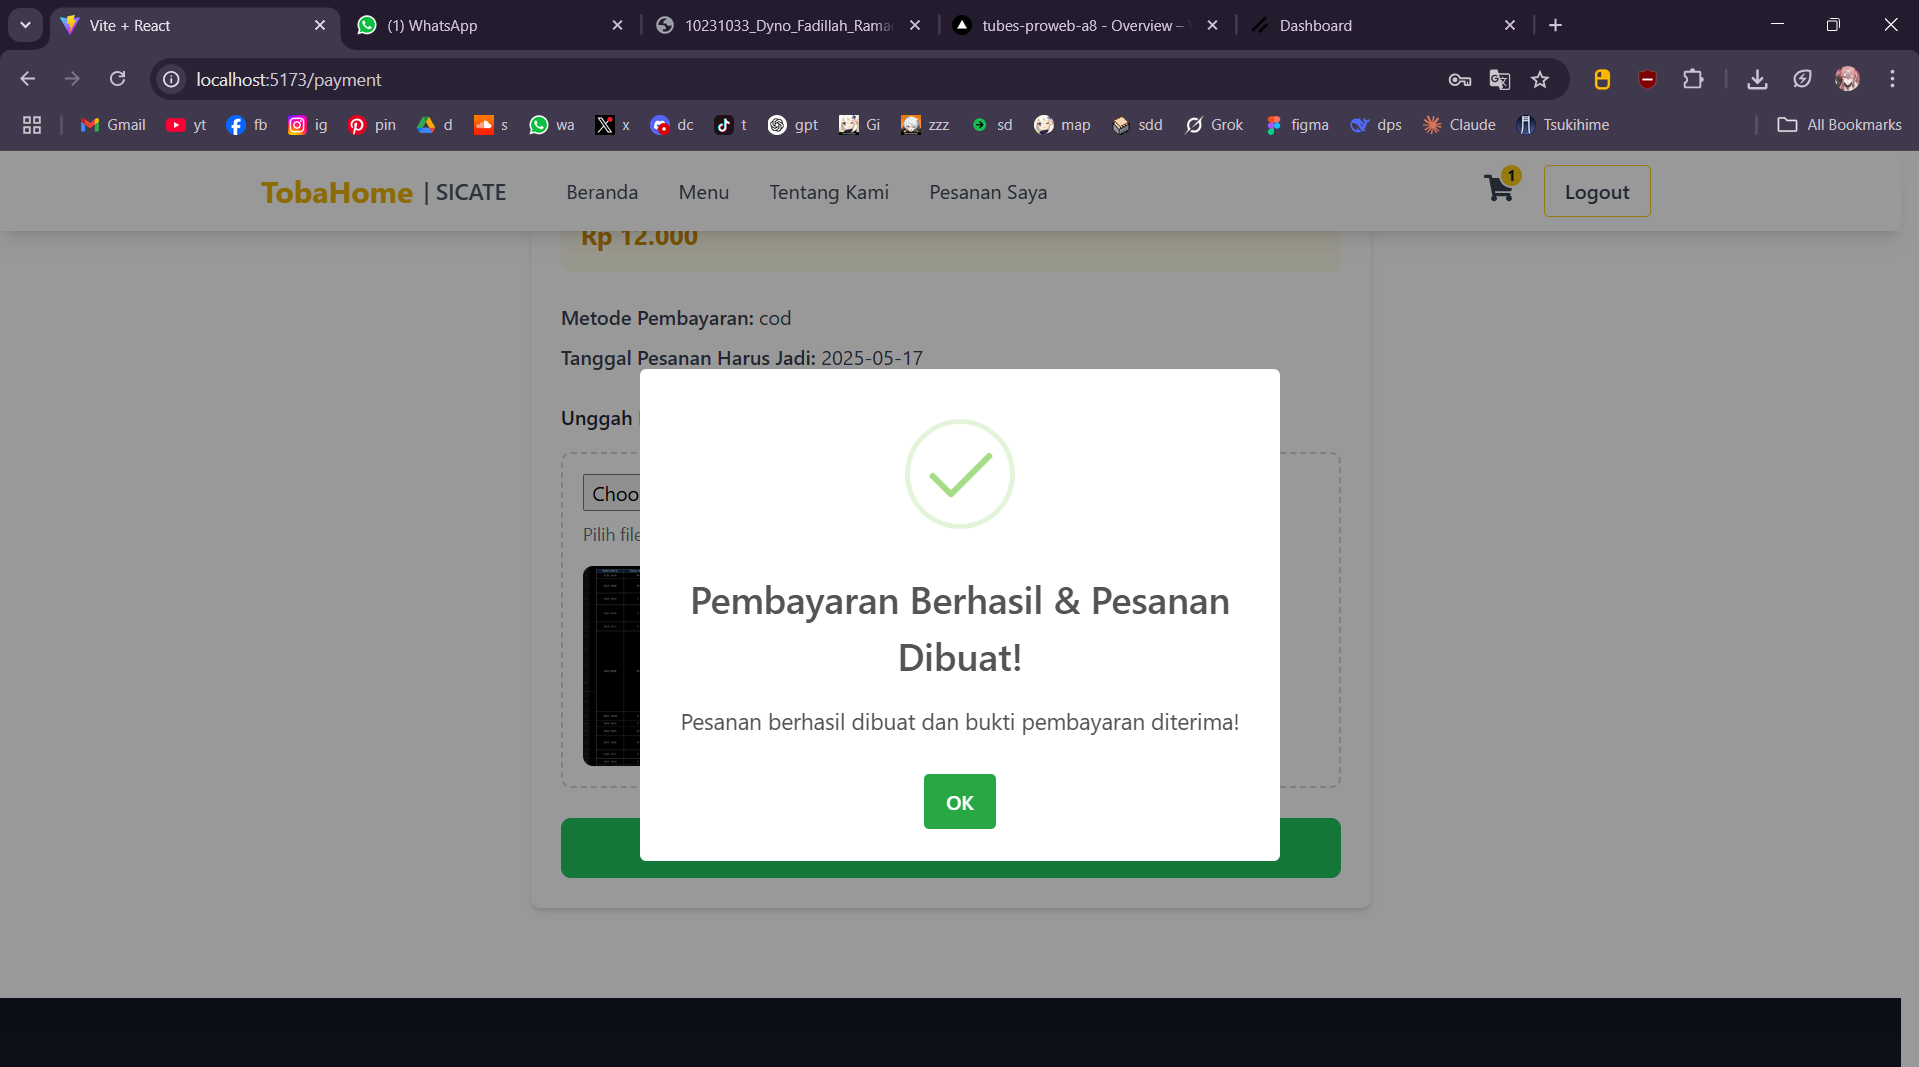 Vite + React
(1) WhatsApp
10231033_Dyno_Fadillah_Rama
tubes-proweb-a8 - Overview –
Dashboard
localhost:5173/payment
Gmail
yt
fb
ig
pin
d
s
wa
x
dc
t
gpt
Gi
zzz
sd
map
sdd
Grok
figma
dps
Claude
Tsukihime
All Bookmarks
TobaHome | SICATE
Beranda
Menu
Tentang Kami
Pesanan Saya
1
Logout
Rp 12.000
Metode Pembayaran: cod
Tanggal Pesanan Harus Jadi: 2025-05-17
Unggah
Choo
Pilih file
Pembayaran Berhasil & Pesanan
Dibuat!
Pesanan berhasil dibuat dan bukti pembayaran diterima!
OK